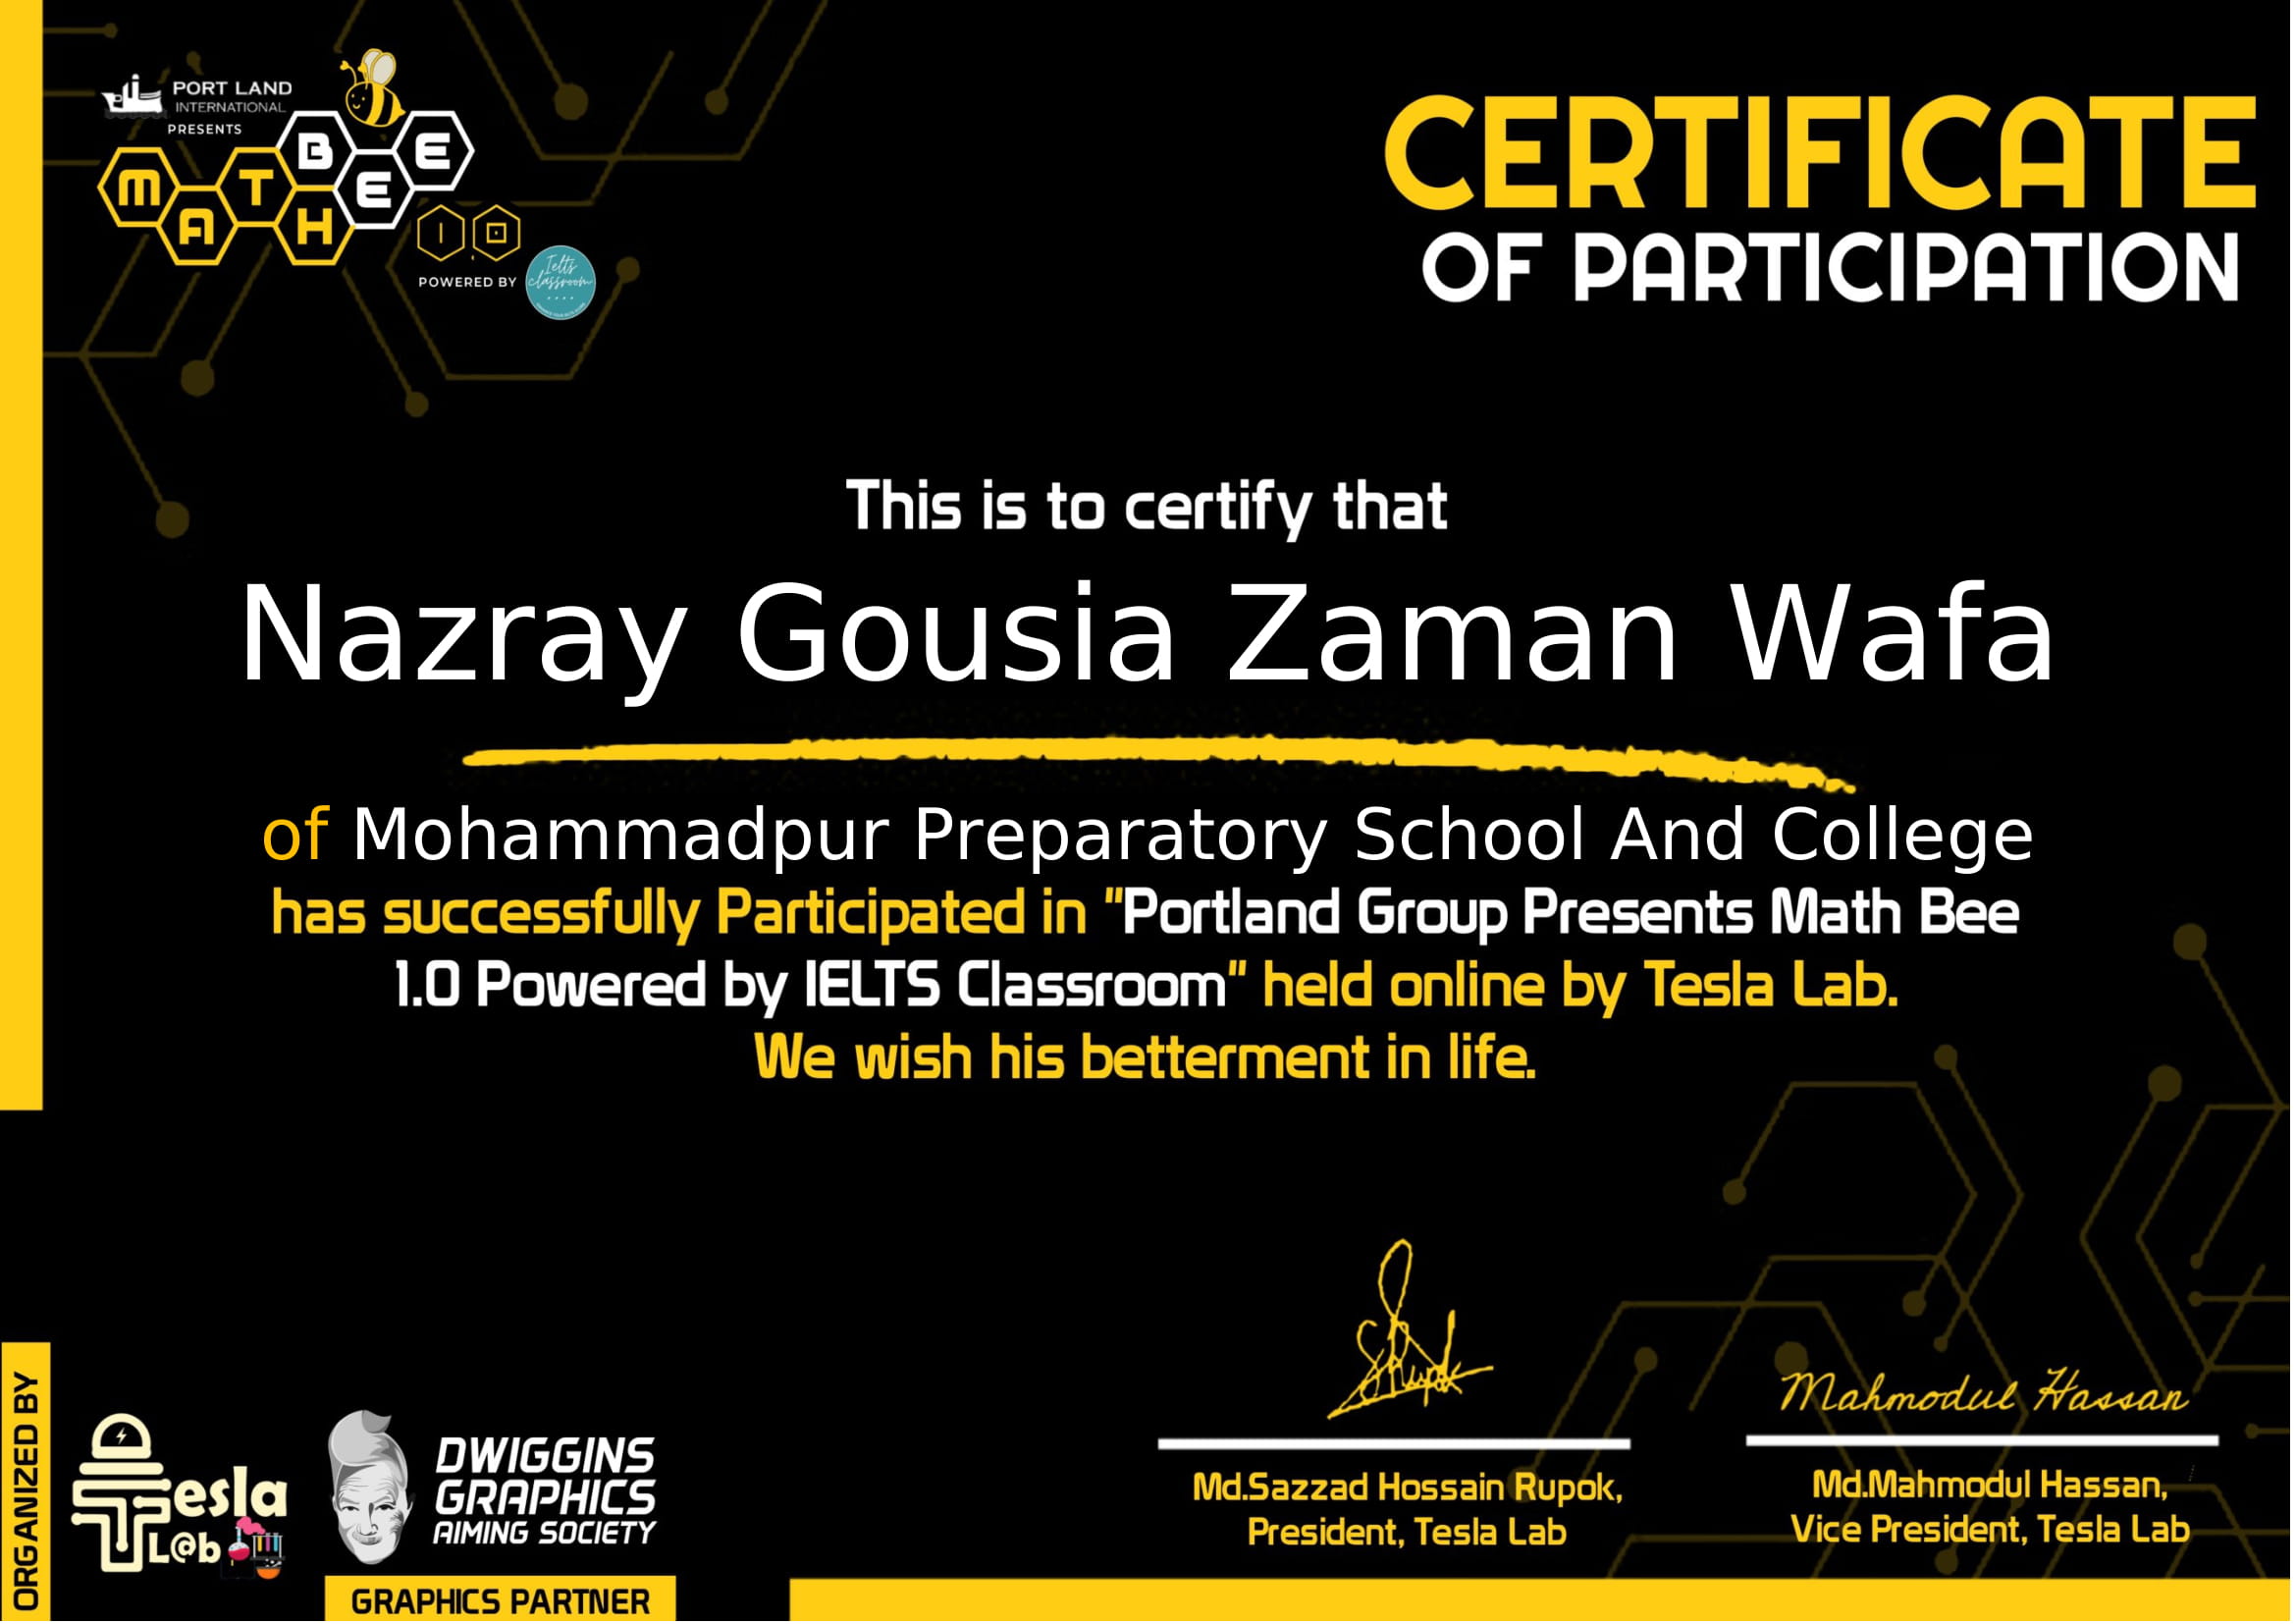 PORT LAND
INTERNATIONAL
PRESENTS
MATH BEE
1.0
POWERED BY
Ielts
classroom
CERTIFICATE
OF PARTICIPATION
This is to certify that
Nazray Gousia Zaman Wafa
of Mohammadpur Preparatory School And College
has successfully Participated in "Portland Group Presents Math Bee
1.0 Powered by IELTS Classroom" held online by Tesla Lab.
We wish his betterment in life.
ORGANIZED BY
Tesla
L@b
DWIGGINS
GRAPHICS
AIMING SOCIETY
GRAPHICS PARTNER
SRupok
Md.Sazzad Hossain Rupok,
President, Tesla Lab
Mahmodul Hassan
Md.Mahmodul Hassan,
Vice President, Tesla Lab